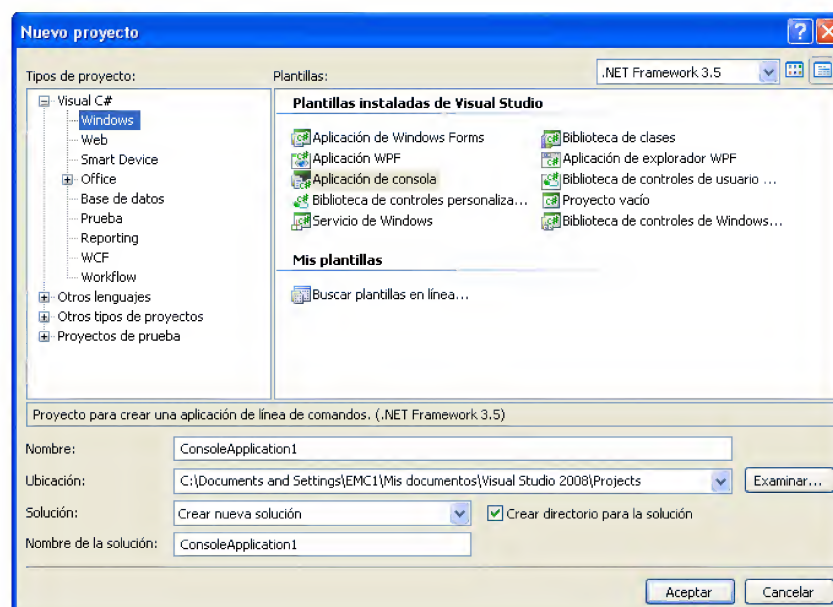 Nuevo proyecto
Tipos de proyecto:
Plantillas:
.NET Framework 3.5
Visual C#
Windows
Web
Smart Device
Office
Base de datos
Prueba
Reporting
WCF
Workflow
Otros lenguajes
Otros tipos de proyectos
Proyectos de prueba
Plantillas instaladas de Visual Studio
Aplicación de Windows Forms
Biblioteca de clases
Aplicación WPF
Aplicación de explorador WPF
Aplicación de consola
Biblioteca de controles de usuario ...
Biblioteca de controles personaliza...
Proyecto vacío
Servicio de Windows
Biblioteca de controles de Windows...
Mis plantillas
Buscar plantillas en línea...
Proyecto para crear una aplicación de línea de comandos. (.NET Framework 3.5)
Nombre:
ConsoleApplication1
Ubicación:
C:\Documents and Settings\EMC1\Mis documentos\Visual Studio 2008\Projects
Examinar...
Solución:
Crear nueva solución
Crear directorio para la solución
Nombre de la solución:
ConsoleApplication1
Aceptar
Cancelar